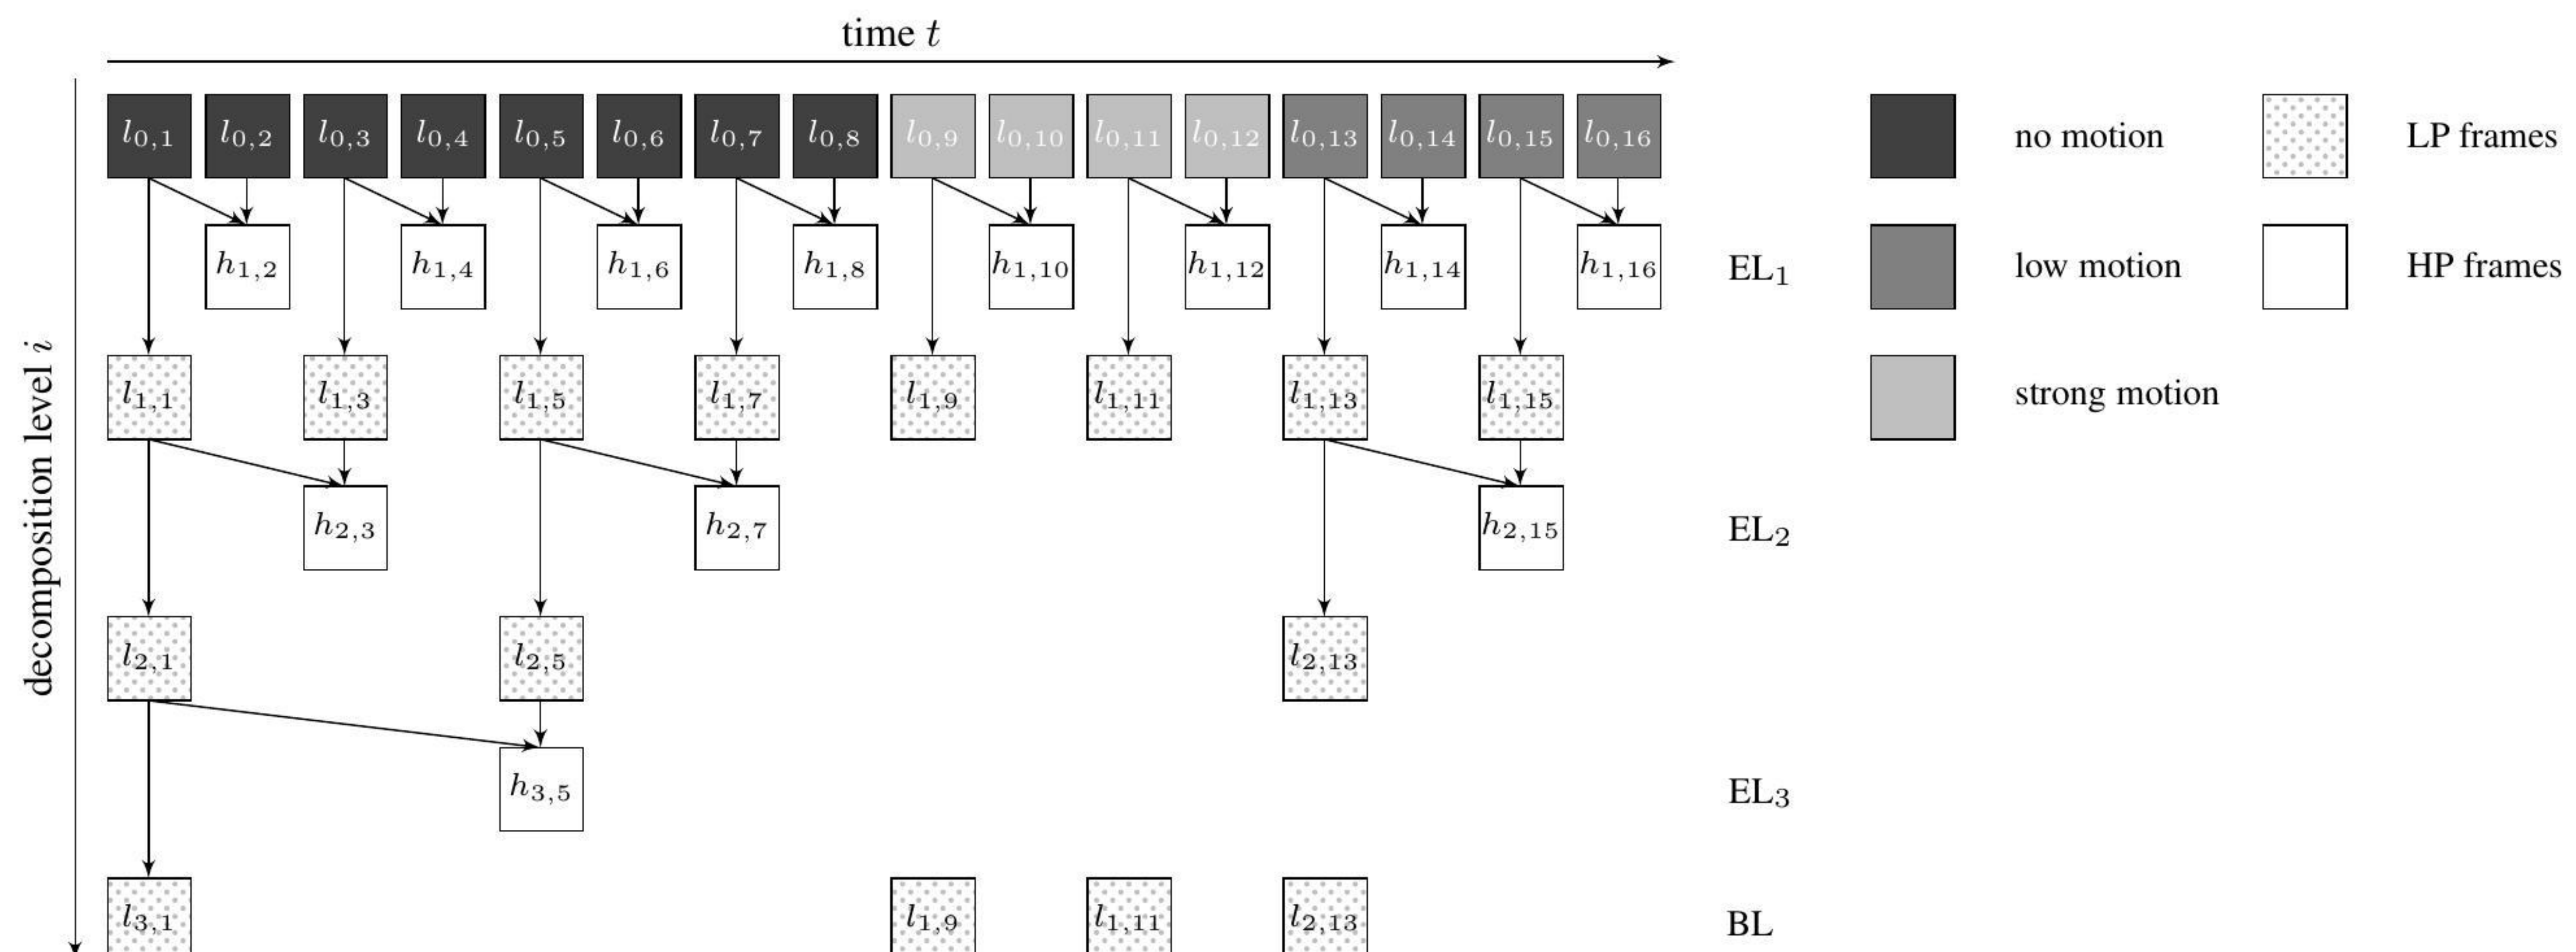 time t
l0,1 l0,2 l0,3 l0,4 l0,5 l0,6 l0,7 l0,8 l0,9 l0,10 l0,11 l0,12 l0,13 l0,14 l0,15 l0,16 no motion LP frames
h1,2 h1,4 h1,6 h1,8 h1,10 h1,12 h1,14 h1,16 EL1 low motion HP frames
l1,1 l1,3 l1,5 l1,7 l1,9 l1,11 l1,13 l1,15 strong motion
decomposition level i
h2,3 h2,7 h2,15 EL2
l2,1 l2,5 l2,13
h3,5 EL3
l3,1 l1,9 l1,11 l2,13 BL